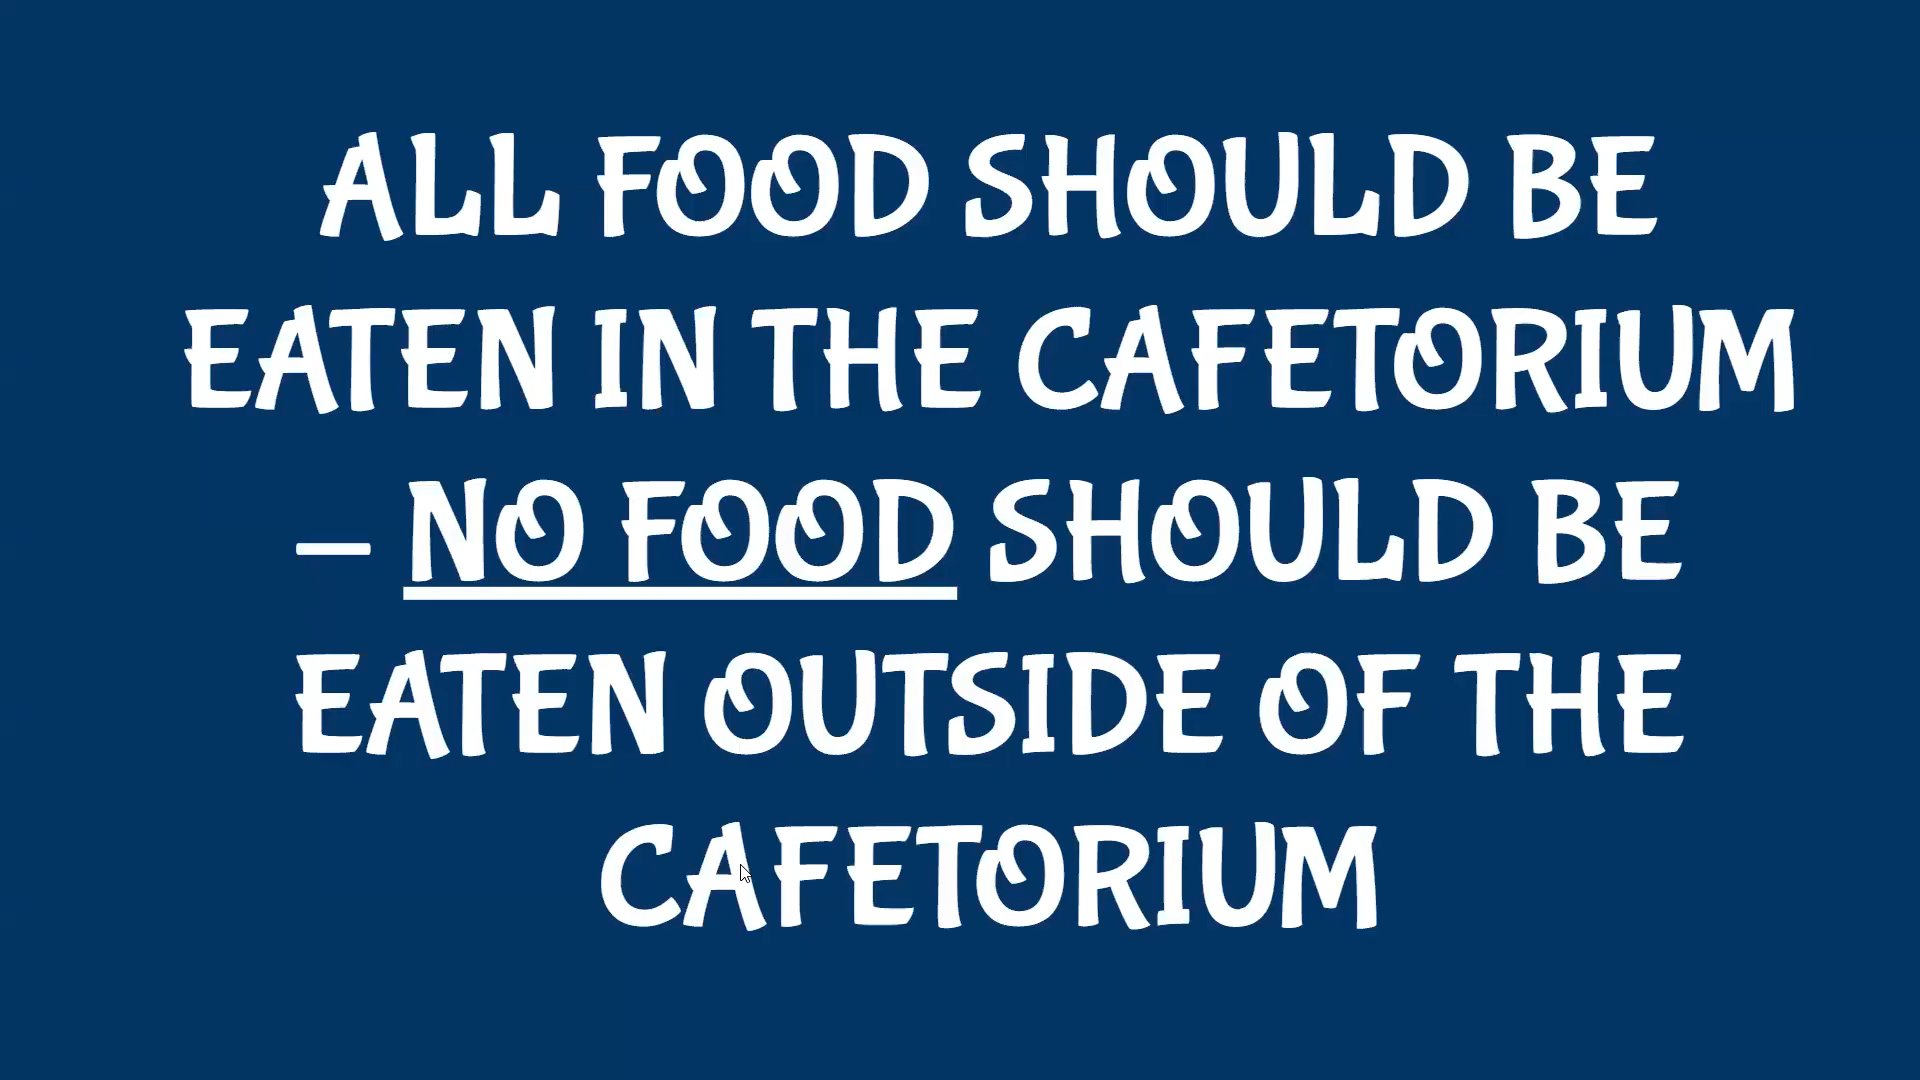 ALL FOOD SHOULD BE
EATEN IN THE CAFETORIUM
– NO FOOD SHOULD BE
EATEN OUTSIDE OF THE
CAFETORIUM